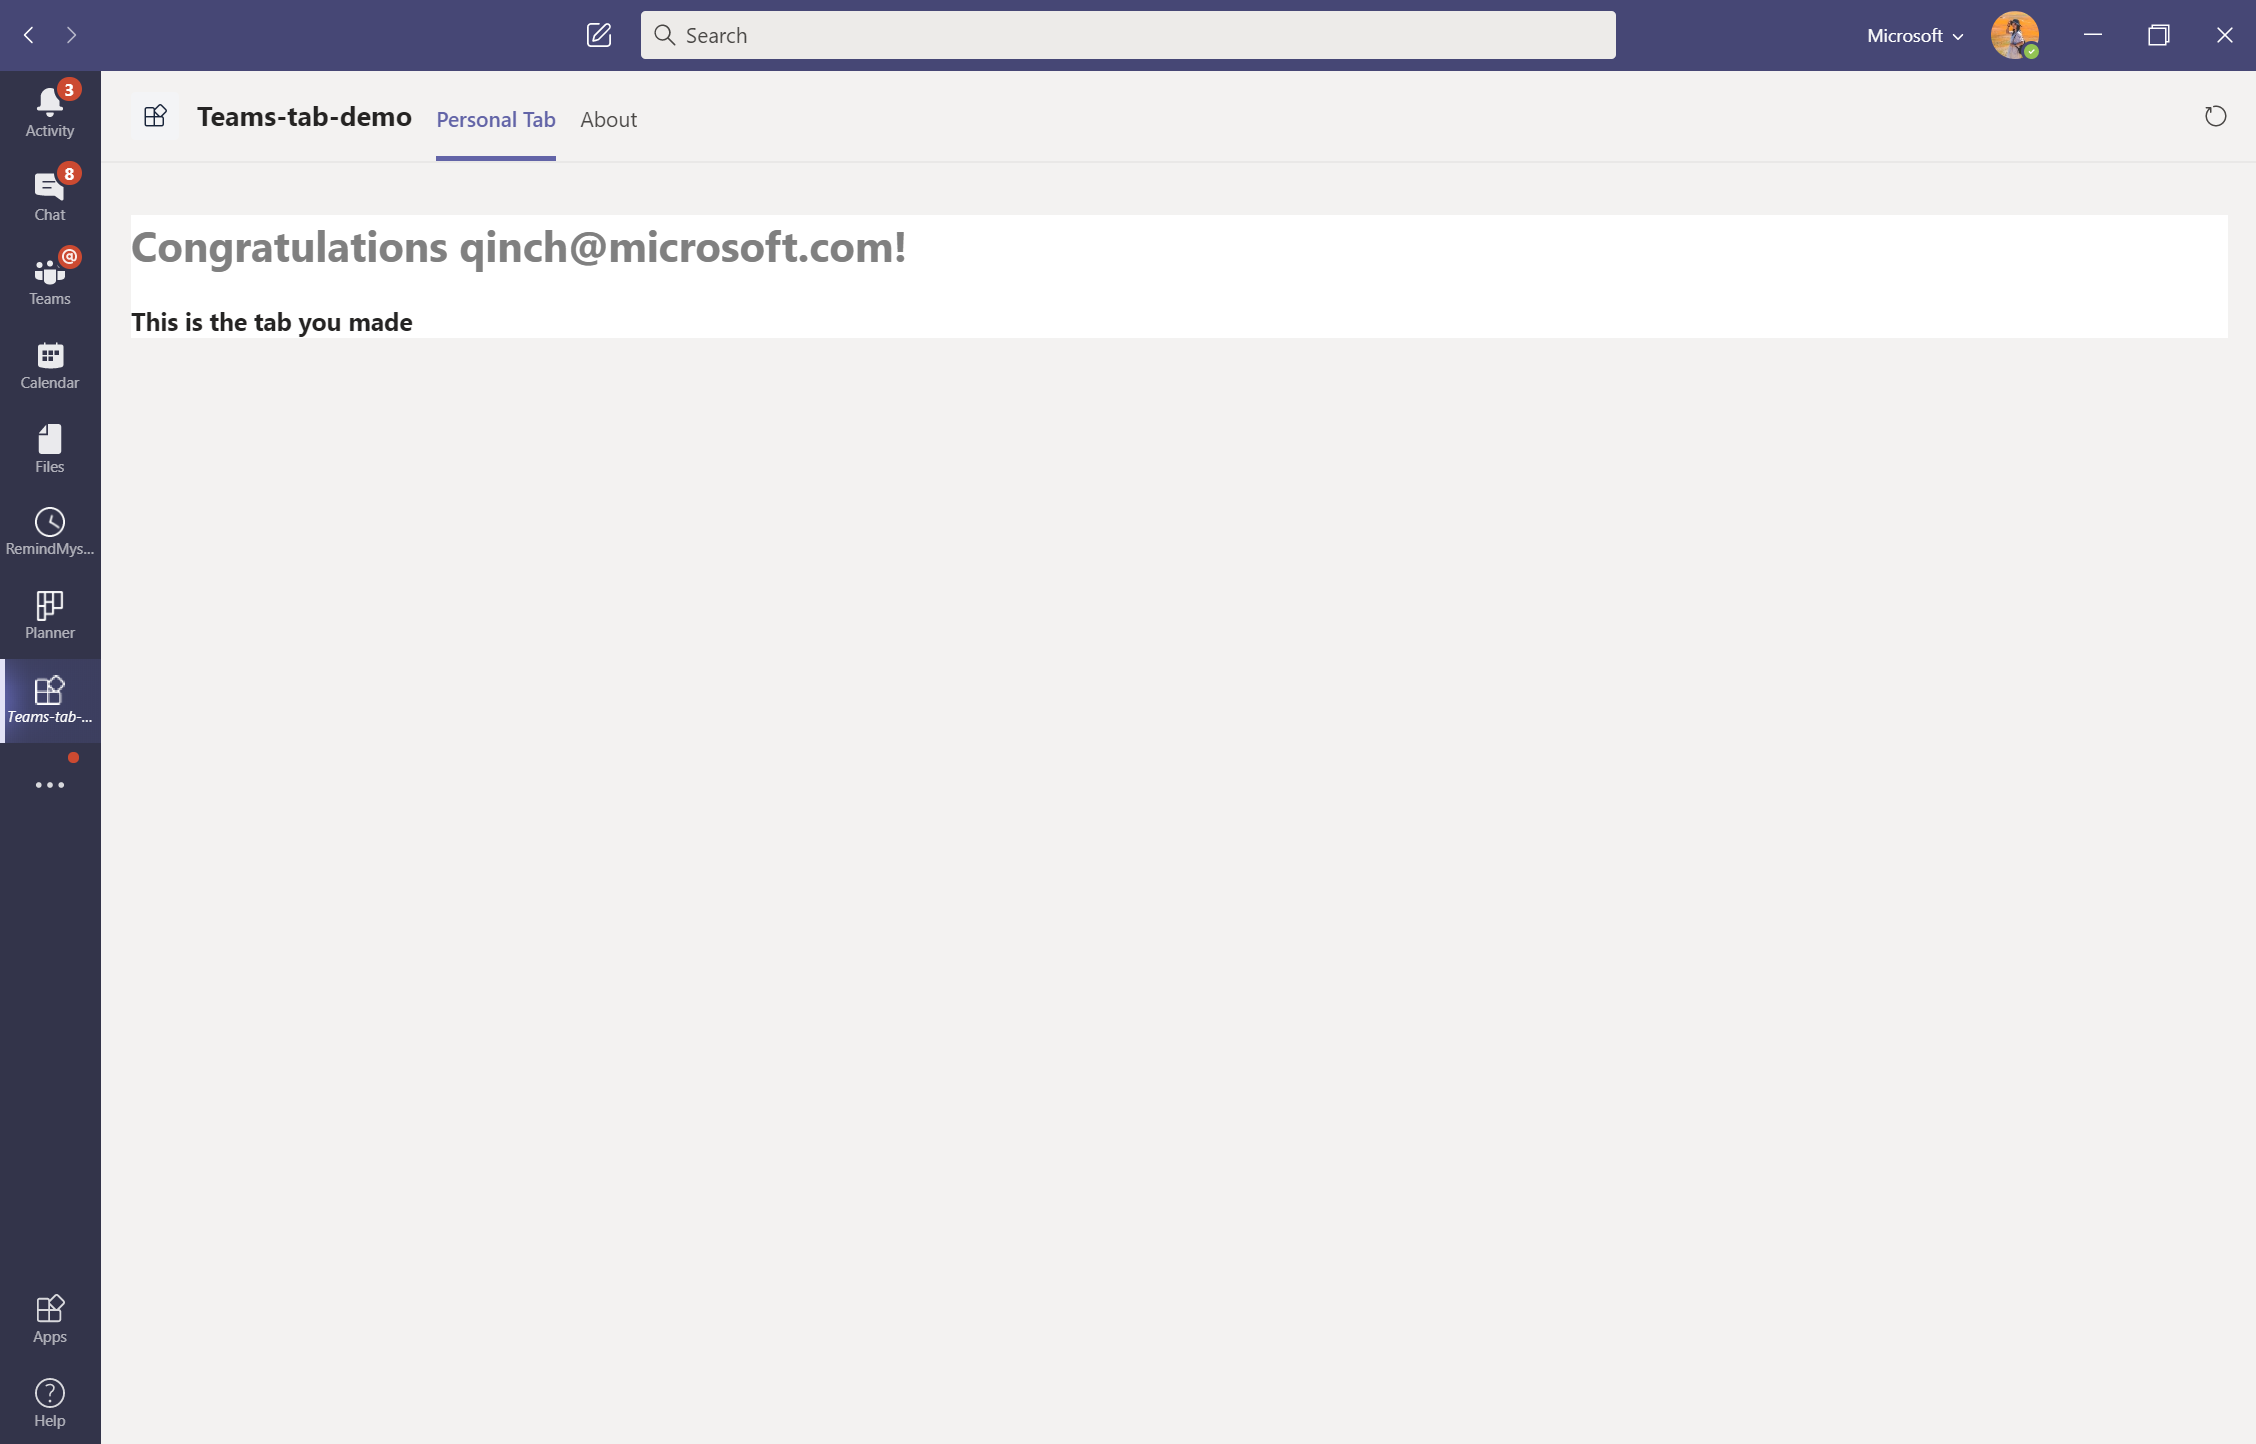 Search
Microsoft
3
Activity
8
Chat
@
Teams
Calendar
Files
RemindMys...
Planner
Teams-tab-...
Apps
Help
Teams-tab-demo Personal Tab About
Congratulations qinch@microsoft.com!
This is the tab you made